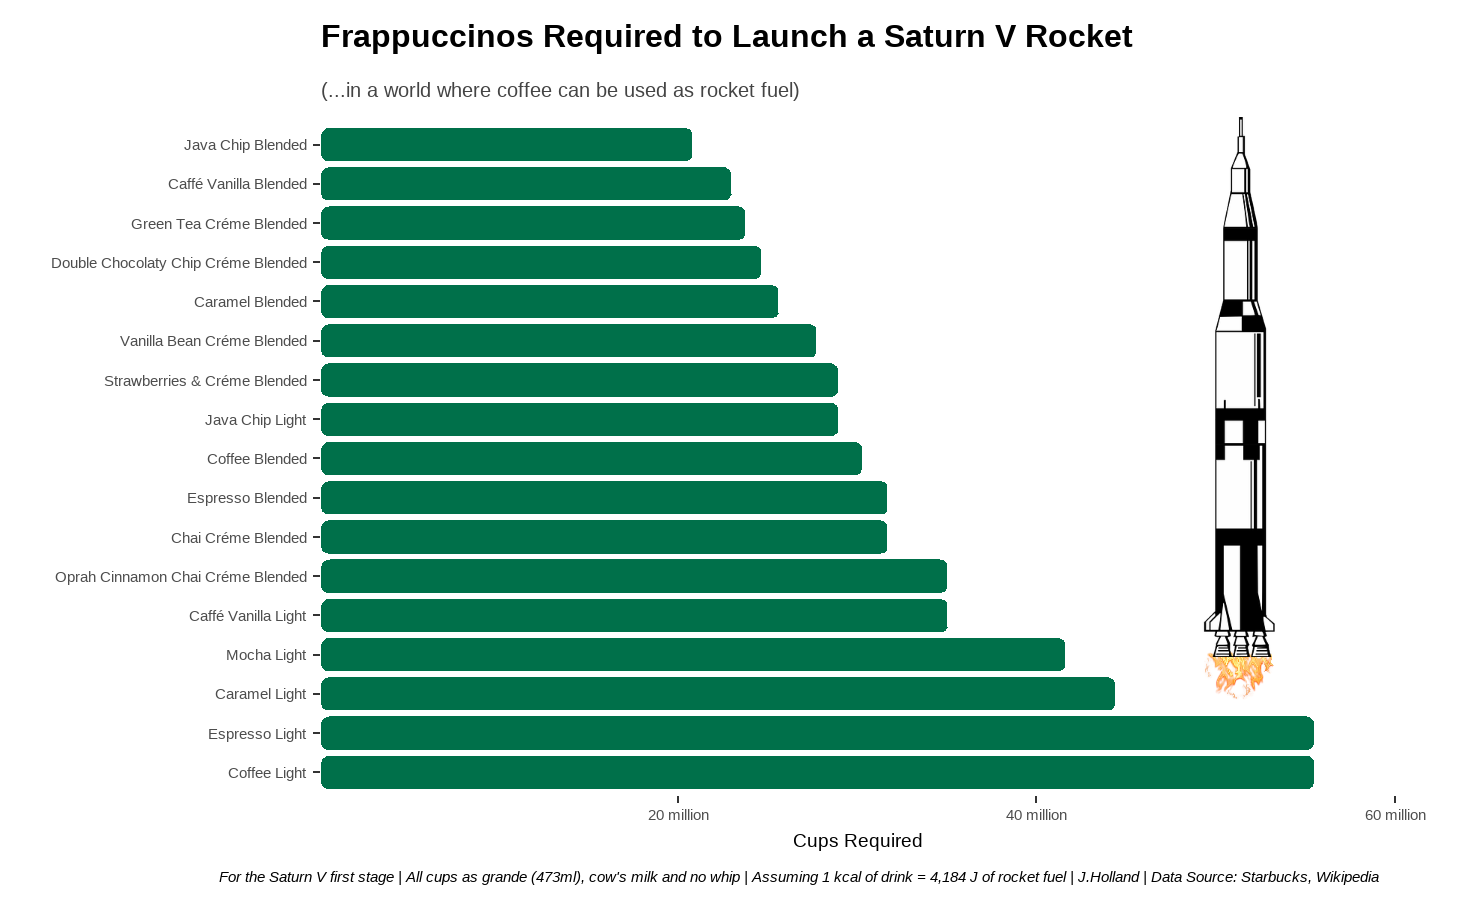 Frappuccinos Required to Launch a Saturn V Rocket
(...in a world where coffee can be used as rocket fuel)
Java Chip Blended
Caffé Vanilla Blended
Green Tea Créme Blended
Double Chocolaty Chip Créme Blended
Caramel Blended
Vanilla Bean Créme Blended
Strawberries & Créme Blended
Java Chip Light
Coffee Blended
Espresso Blended
Chai Créme Blended
Oprah Cinnamon Chai Créme Blended
Caffé Vanilla Light
Mocha Light
Caramel Light
Espresso Light
Coffee Light
20 million 40 million 60 million
Cups Required
For the Saturn V first stage | All cups as grande (473ml), cow's milk and no whip | Assuming 1 kcal of drink = 4,184 J of rocket fuel | J.Holland | Data Source: Starbucks, Wikipedia